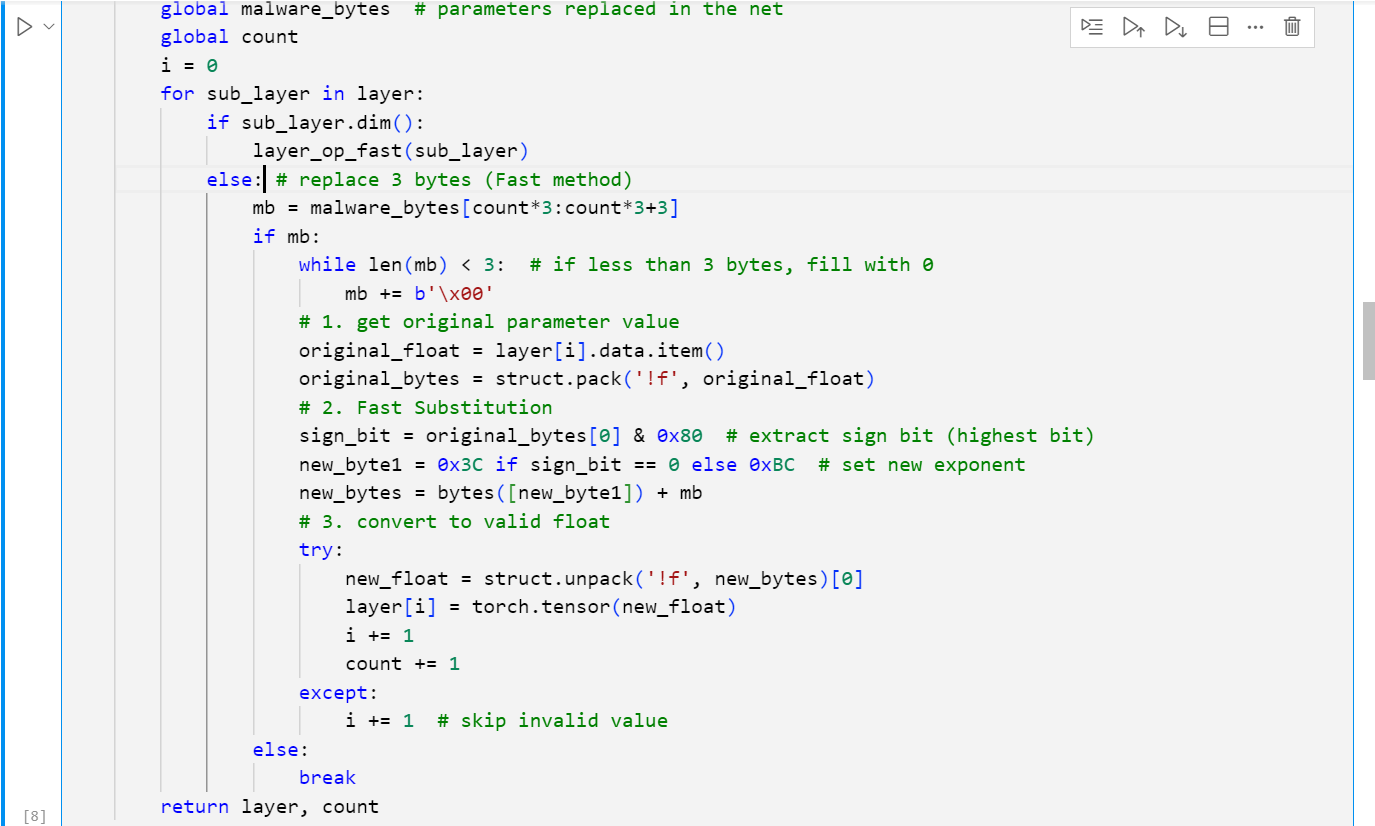 global malware_bytes  # parameters replaced in the net
global count
i = 0
for sub_layer in layer:
    if sub_layer.dim():
        layer_op_fast(sub_layer)
    else: # replace 3 bytes (Fast method)
        mb = malware_bytes[count*3:count*3+3]
        if mb:
            while len(mb) < 3:  # if less than 3 bytes, fill with 0
                mb += b'\x00'
            # 1. get original parameter value
            original_float = layer[i].data.item()
            original_bytes = struct.pack('!f', original_float)
            # 2. Fast Substitution
            sign_bit = original_bytes[0] & 0x80  # extract sign bit (highest bit)
            new_byte1 = 0x3C if sign_bit == 0 else 0xBC  # set new exponent
            new_bytes = bytes([new_byte1]) + mb
            # 3. convert to valid float
            try:
                new_float = struct.unpack('!f', new_bytes)[0]
                layer[i] = torch.tensor(new_float)
                i += 1
                count += 1
            except:
                i += 1  # skip invalid value
        else:
            break
return layer, count
[8]